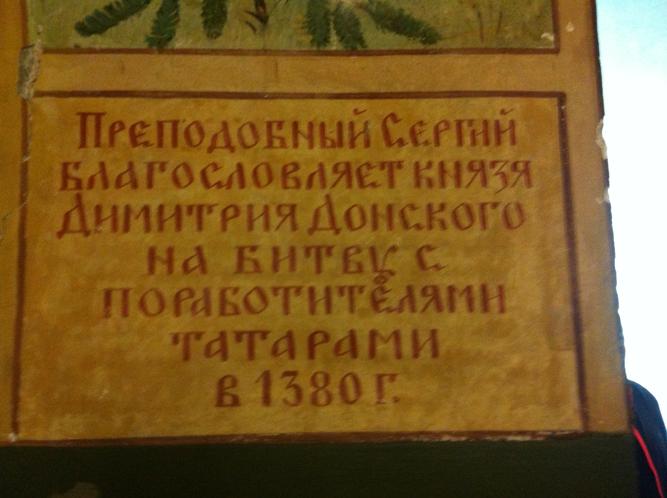 Преподобный Сергий
благословляет князя
Димитрия Донского
на битву с
поработителями
татарами
в 1380 г.